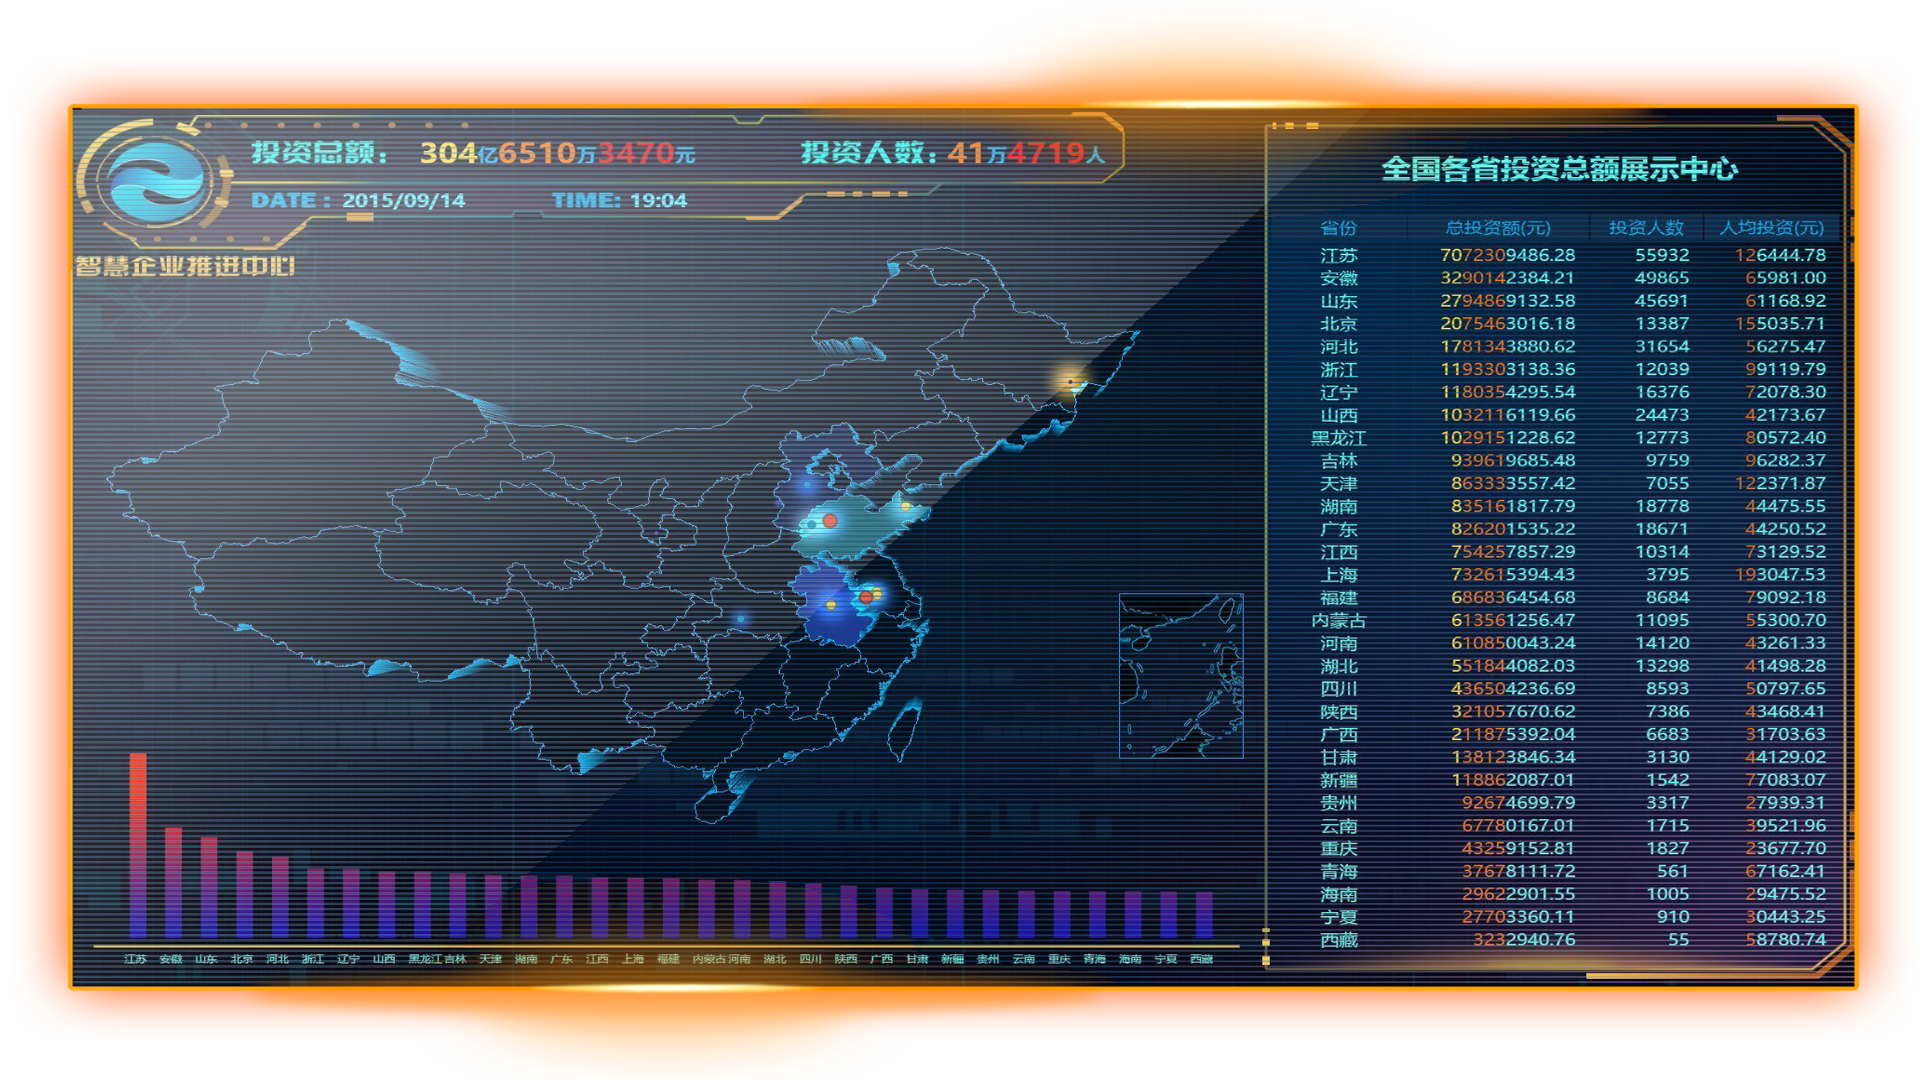 投资总额： 304亿6510万3470元 投资人数：41万4719人
DATE： 2015/09/14 TIME: 19:04
智慧企业推进中心
全国各省投资总额展示中心
省份 总投资额(元) 投资人数 人均投资(元)
江苏 7072309486.28 55932 126444.78
安徽 3290142384.21 49865 65981.00
山东 2794869132.58 45691 61168.92
北京 2075463016.18 13387 155035.71
河北 1781343880.62 31654 56275.47
浙江 1193303138.36 12039 99119.79
辽宁 1180354295.54 16376 72078.30
山西 1032116119.66 24473 42173.67
黑龙江 1029151228.62 12773 80572.40
吉林 939619685.48 9759 96282.37
天津 863333557.42 7055 122371.87
湖南 835161817.79 18778 44475.55
广东 826201535.22 18671 44250.52
江西 754257857.29 10314 73129.52
上海 732615394.43 3795 193047.53
福建 686836454.68 8684 79092.18
内蒙古 613561256.47 11095 55300.70
河南 610850043.24 14120 43261.33
湖北 551844082.03 13298 41498.28
四川 436504236.69 8593 50797.65
陕西 321057670.62 7386 43468.41
广西 211875392.04 6683 31703.63
甘肃 138123846.34 3130 44129.02
新疆 118862087.01 1542 77083.07
贵州 92674699.79 3317 27939.31
云南 67780167.01 1715 39521.96
重庆 43259152.81 1827 23677.70
青海 37678111.72 561 67162.41
海南 29622901.55 1005 29475.52
宁夏 27703360.11 910 30443.25
西藏 3232940.76 55 58780.74
江苏 安徽 山东 北京 河北 浙江 辽宁 山西 黑龙江 吉林 天津 湖南 广东 江西 上海 福建 内蒙古 河南 湖北 四川 陕西 广西 甘肃 新疆 贵州 云南 重庆 青海 海南 宁夏 西藏